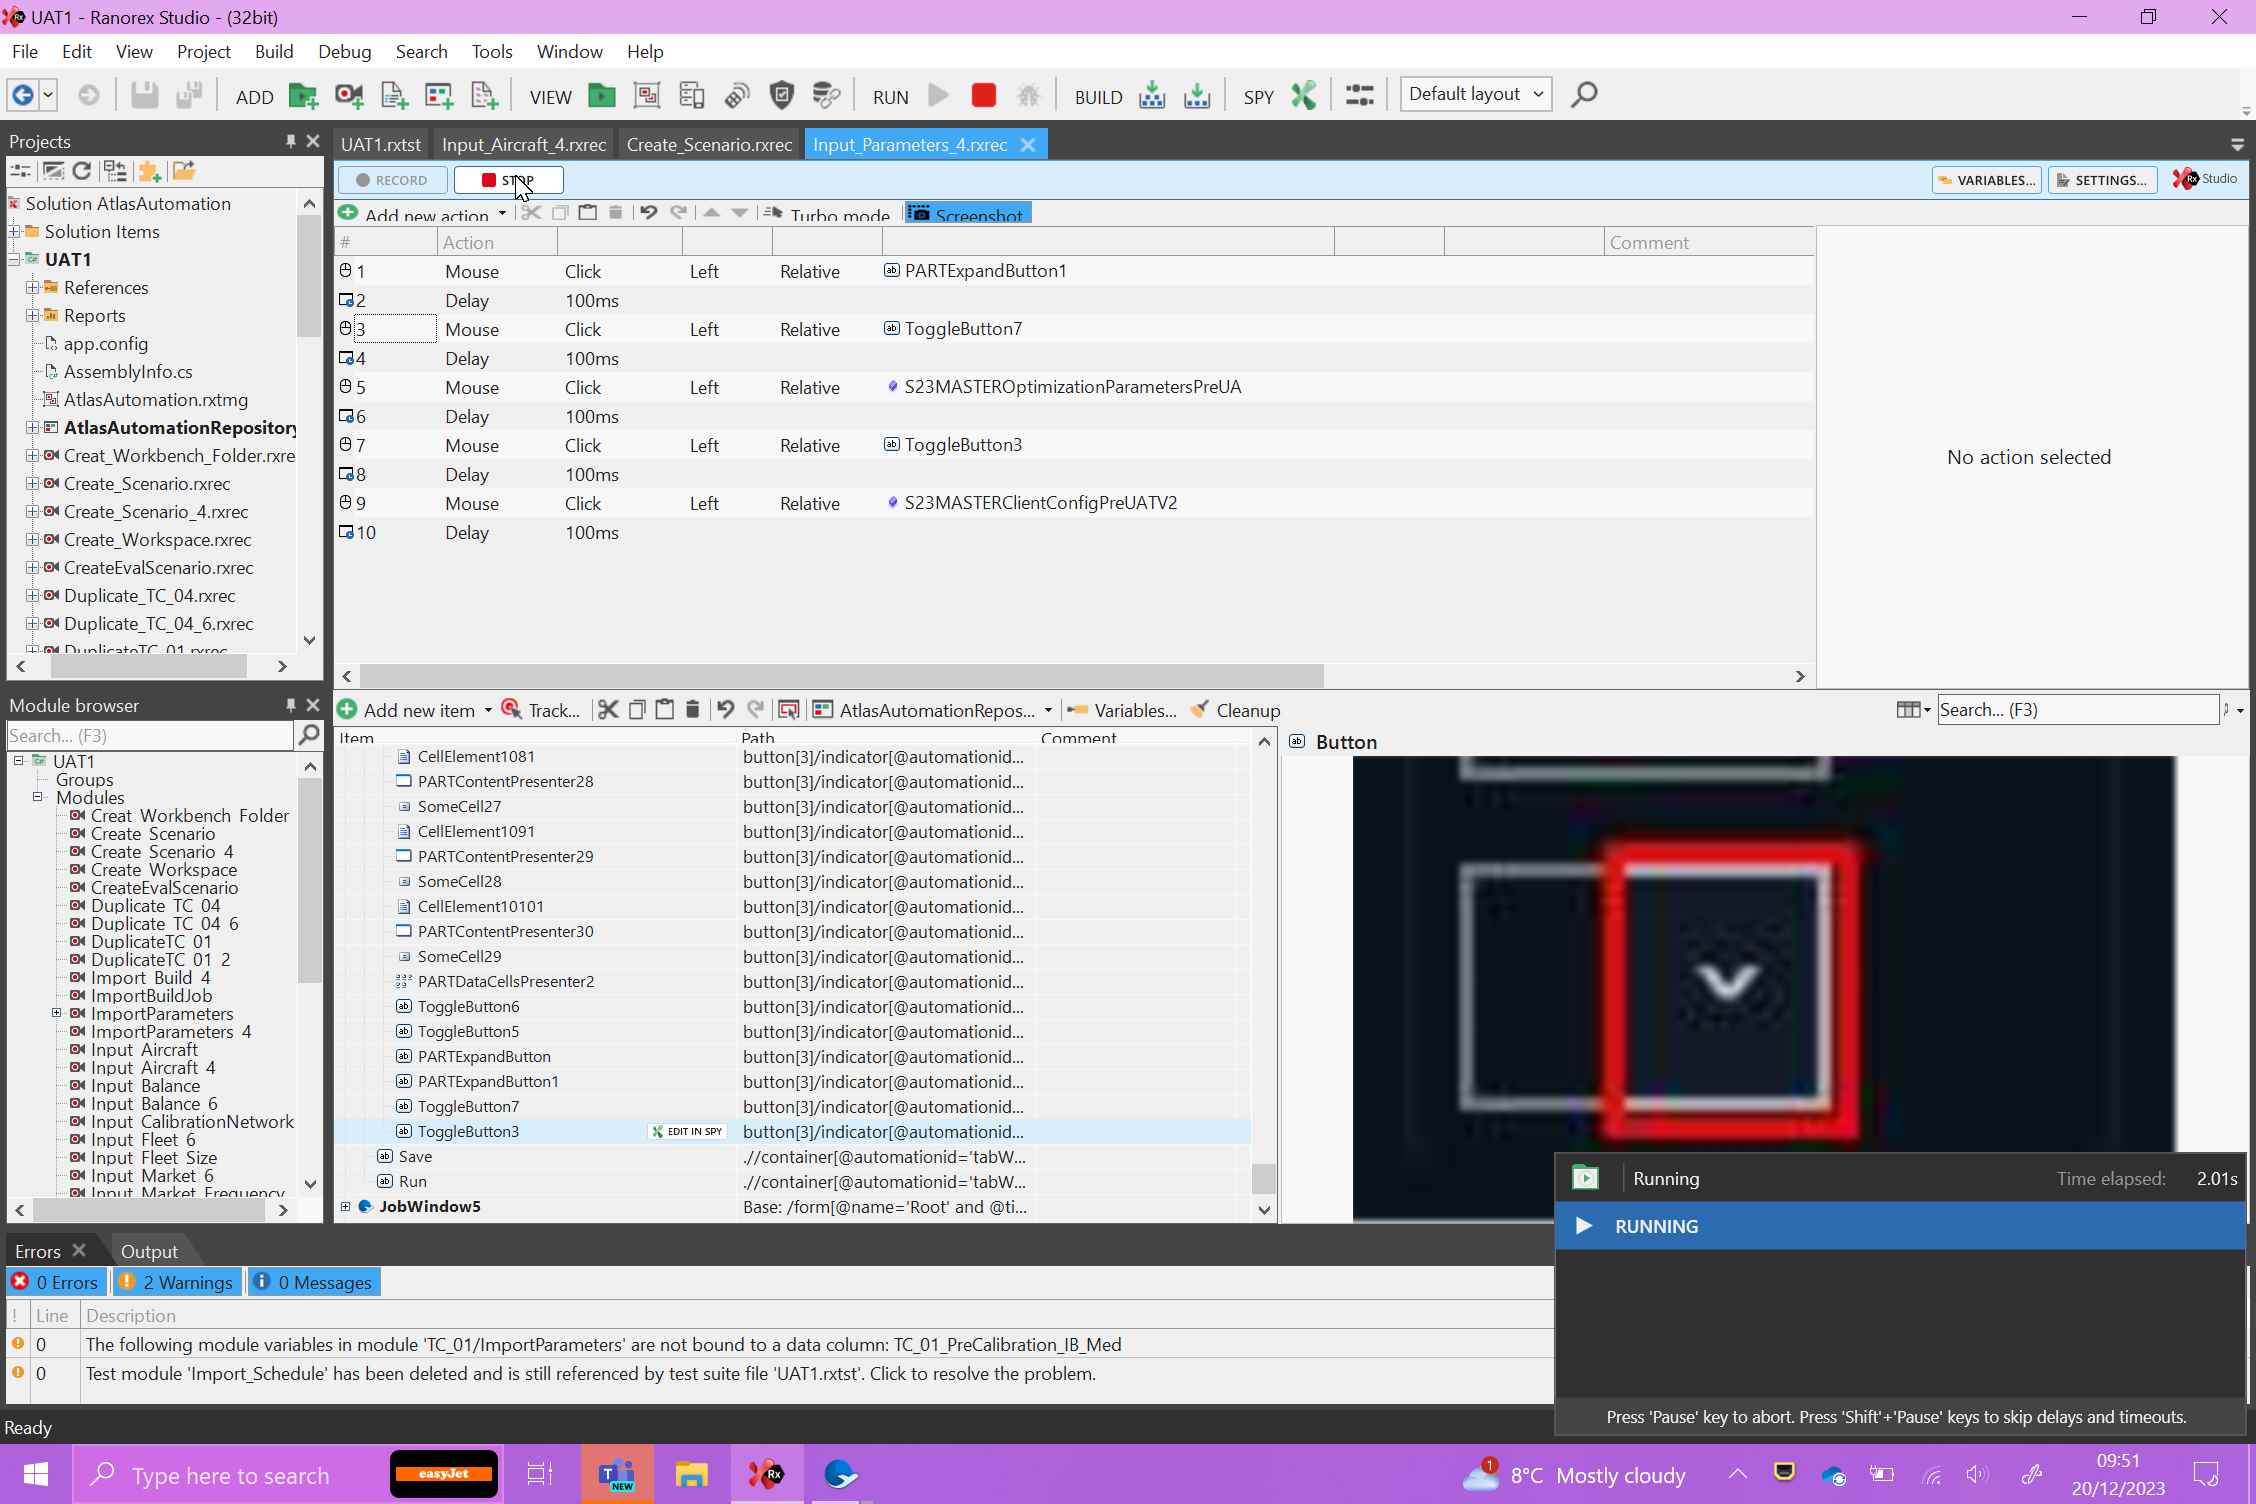 UAT1 - Ranorex Studio - (32bit)
File Edit View Project Build Debug Search Tools Window Help
ADD VIEW RUN BUILD SPY Default layout
Projects
UAT1.rxtst Input_Aircraft_4.rxrec Create_Scenario.rxrec Input_Parameters_4.rxrec
RECORD STOP VARIABLES... SETTINGS... Rx Studio
Solution AtlasAutomation
Solution Items
UAT1
References
Reports
app.config
AssemblyInfo.cs
AtlasAutomation.rxtmg
AtlasAutomationRepository
Creat_Workbench_Folder.rxre
Create_Scenario.rxrec
Create_Scenario_4.rxrec
Create_Workspace.rxrec
CreateEvalScenario.rxrec
Duplicate_TC_04.rxrec
Duplicate_TC_04_6.rxrec
DuplicateTC_01.rxrec
Add new action Turbo mode Screenshot
# Action Comment
1 Mouse Click Left Relative PARTExpandButton1
2 Delay 100ms
3 Mouse Click Left Relative ToggleButton7
4 Delay 100ms
5 Mouse Click Left Relative S23MASTEROptimizationParametersPreUA
6 Delay 100ms
7 Mouse Click Left Relative ToggleButton3
8 Delay 100ms
9 Mouse Click Left Relative S23MASTERClientConfigPreUATV2
10 Delay 100ms
No action selected
Module browser
Search... (F3)
UAT1
Groups
Modules
Creat Workbench Folder
Create Scenario
Create Scenario 4
Create Workspace
CreateEvalScenario
Duplicate TC 04
Duplicate TC 04 6
DuplicateTC 01
DuplicateTC 01 2
Import Build 4
ImportBuildJob
ImportParameters
ImportParameters 4
Input Aircraft
Input Aircraft 4
Input Balance
Input Balance 6
Input CalibrationNetwork
Input Fleet 6
Input Fleet Size
Input Market 6
Input Market Frequency
Add new item Track... AtlasAutomationRepos... Variables... Cleanup Search... (F3)
Item Path Comment
CellElement1081 button[3]/indicator[@automationid...
PARTContentPresenter28 button[3]/indicator[@automationid...
SomeCell27 button[3]/indicator[@automationid...
CellElement1091 button[3]/indicator[@automationid...
PARTContentPresenter29 button[3]/indicator[@automationid...
SomeCell28 button[3]/indicator[@automationid...
CellElement10101 button[3]/indicator[@automationid...
PARTContentPresenter30 button[3]/indicator[@automationid...
SomeCell29 button[3]/indicator[@automationid...
PARTDataCellsPresenter2 button[3]/indicator[@automationid...
ToggleButton6 button[3]/indicator[@automationid...
ToggleButton5 button[3]/indicator[@automationid...
PARTExpandButton button[3]/indicator[@automationid...
PARTExpandButton1 button[3]/indicator[@automationid...
ToggleButton7 button[3]/indicator[@automationid...
ToggleButton3 EDIT IN SPY button[3]/indicator[@automationid...
Save .//container[@automationid='tabW...
Run .//container[@automationid='tabW...
JobWindow5 Base: /form[@name='Root' and @ti...
Button
Running Time elapsed: 2.01s
RUNNING
Press 'Pause' key to abort. Press 'Shift'+'Pause' keys to skip delays and timeouts.
Errors Output
0 Errors 2 Warnings 0 Messages
! Line Description
0 The following module variables in module 'TC_01/ImportParameters' are not bound to a data column: TC_01_PreCalibration_IB_Med
0 Test module 'Import_Schedule' has been deleted and is still referenced by test suite file 'UAT1.rxtst'. Click to resolve the problem.
Ready
Type here to search easyJet T NEW Rx 1 8°C Mostly cloudy 09:51
20/12/2023